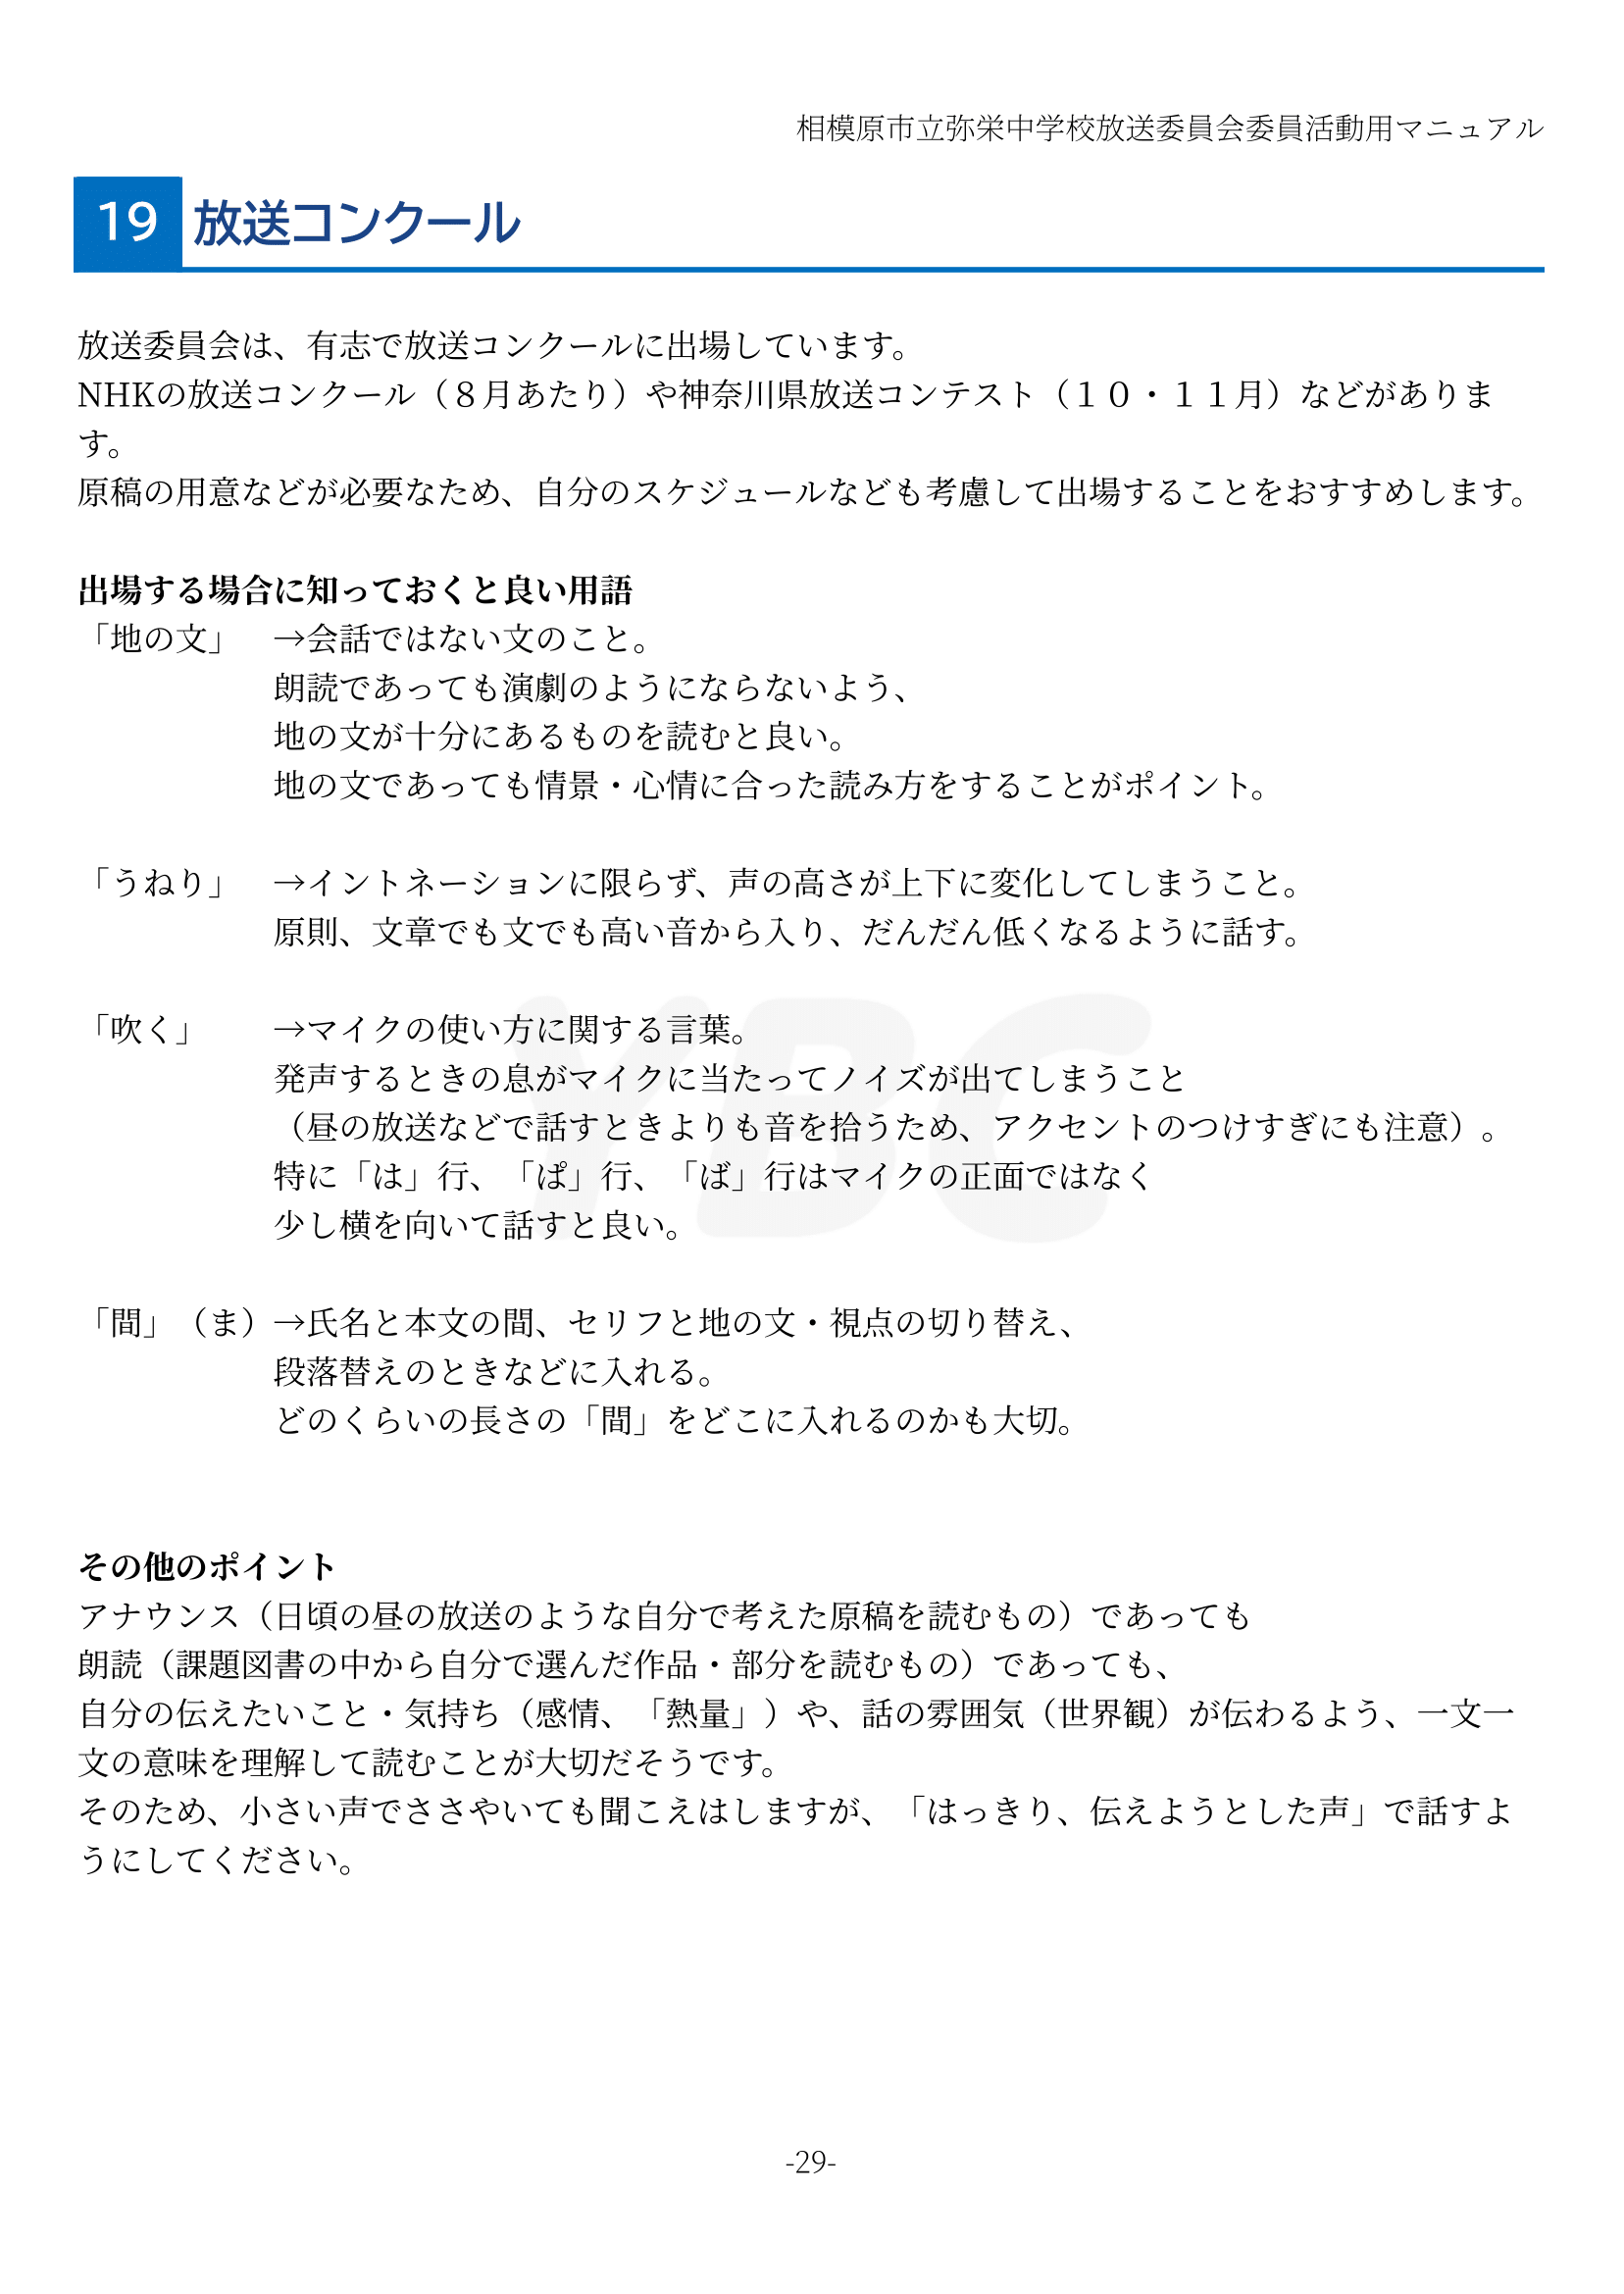 相模原市立弥栄中学校放送委員会委員活動用マニュアル
19 放送コンクール
放送委員会は、有志で放送コンクールに出場しています。
NHKの放送コンクール（８月あたり）や神奈川県放送コンテスト（１０・１１月）などがありま
す。
原稿の用意などが必要なため、自分のスケジュールなども考慮して出場することをおすすめします。
出場する場合に知っておくと良い用語
「地の文」　→会話ではない文のこと。
朗読であっても演劇のようにならないよう、
地の文が十分にあるものを読むと良い。
地の文であっても情景・心情に合った読み方をすることがポイント。
「うねり」　→イントネーションに限らず、声の高さが上下に変化してしまうこと。
原則、文章でも文でも高い音から入り、だんだん低くなるように話す。
「吹く」　　→マイクの使い方に関する言葉。
発声するときの息がマイクに当たってノイズが出てしまうこと
（昼の放送などで話すときよりも音を拾うため、アクセントのつけすぎにも注意）。
特に「は」行、「ぱ」行、「ば」行はマイクの正面ではなく
少し横を向いて話すと良い。
「間」（ま）→氏名と本文の間、セリフと地の文・視点の切り替え、
段落替えのときなどに入れる。
どのくらいの長さの「間」をどこに入れるのかも大切。
その他のポイント
アナウンス（日頃の昼の放送のような自分で考えた原稿を読むもの）であっても
朗読（課題図書の中から自分で選んだ作品・部分を読むもの）であっても、
自分の伝えたいこと・気持ち（感情、「熱量」）や、話の雰囲気（世界観）が伝わるよう、一文一
文の意味を理解して読むことが大切だそうです。
そのため、小さい声でささやいても聞こえはしますが、「はっきり、伝えようとした声」で話すよ
うにしてください。
YBC
-29-